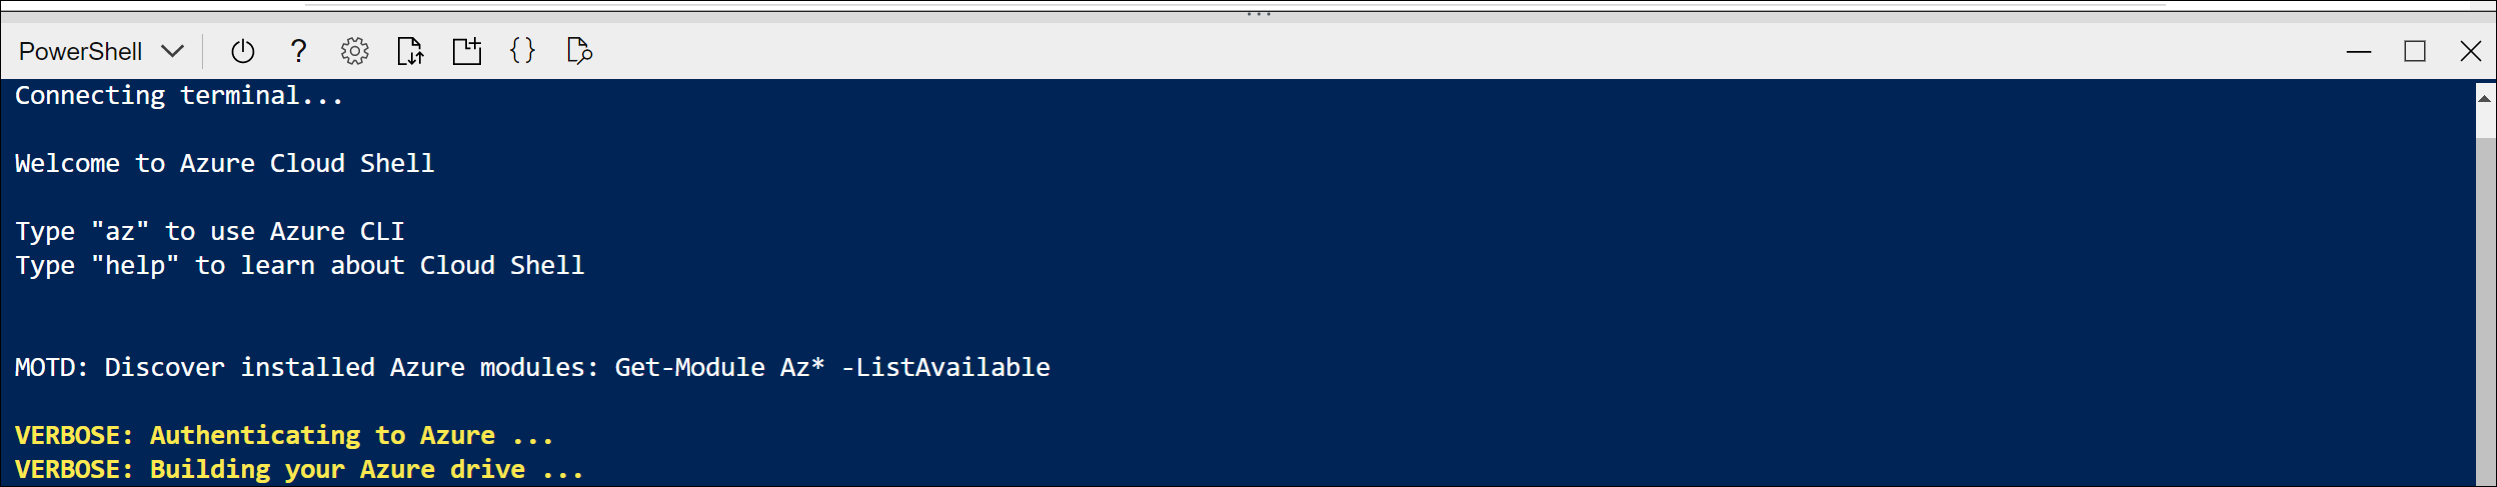 PowerShell
Connecting terminal...
Welcome to Azure Cloud Shell
Type "az" to use Azure CLI
Type "help" to learn about Cloud Shell
MOTD: Discover installed Azure modules: Get-Module Az* -ListAvailable
VERBOSE: Authenticating to Azure ...
VERBOSE: Building your Azure drive ...